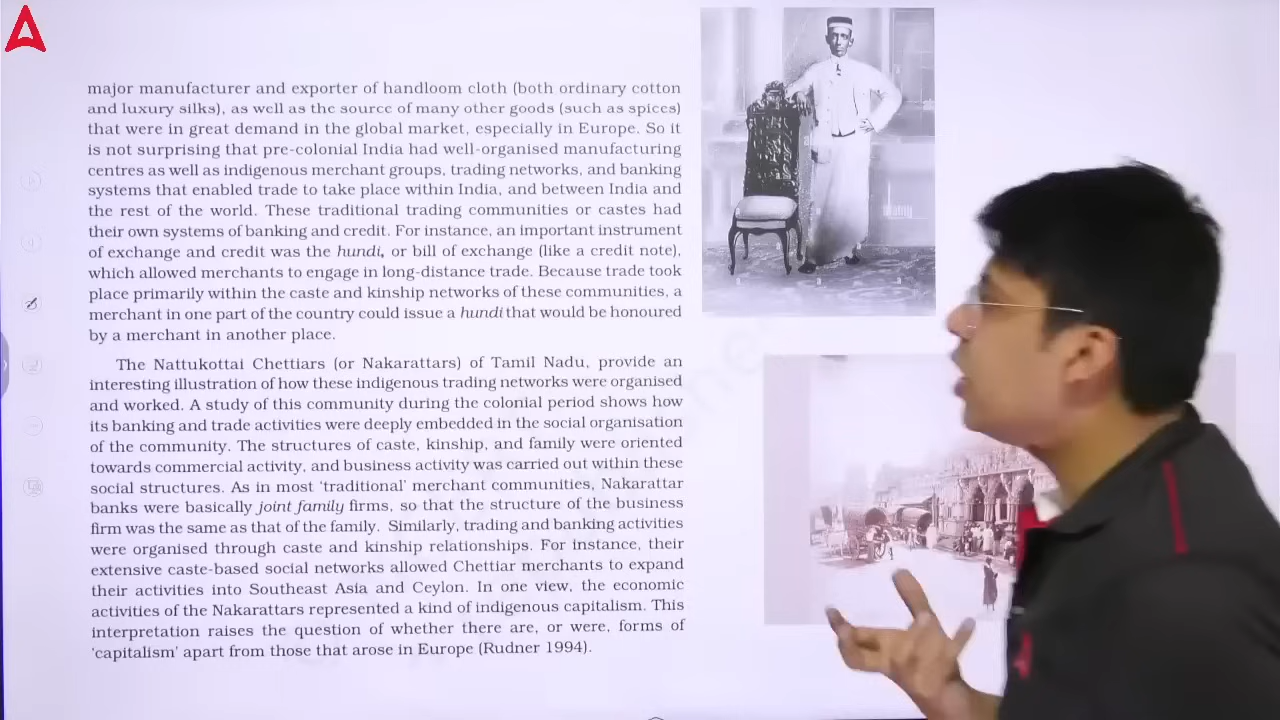 major manufacturer and exporter of handloom cloth (both ordinary cotton
and luxury silks), as well as the source of many other goods (such as spices)
that were in great demand in the global market, especially in Europe. So it
is not surprising that pre-colonial India had well-organised manufacturing
centres as well as indigenous merchant groups, trading networks, and banking
systems that enabled trade to take place within India, and between India and
the rest of the world. These traditional trading communities or castes had
their own systems of banking and credit. For instance, an important instrument
of exchange and credit was the hundi, or bill of exchange (like a credit note),
which allowed merchants to engage in long-distance trade. Because trade took
place primarily within the caste and kinship networks of these communities, a
merchant in one part of the country could issue a hundi that would be honoured
by a merchant in another place.
The Nattukottai Chettiars (or Nakarattars) of Tamil Nadu, provide an
interesting illustration of how these indigenous trading networks were organised
and worked. A study of this community during the colonial period shows how
its banking and trade activities were deeply embedded in the social organisation
of the community. The structures of caste, kinship, and family were oriented
towards commercial activity, and business activity was carried out within these
social structures. As in most 'traditional' merchant communities, Nakarattar
banks were basically joint family firms, so that the structure of the business
firm was the same as that of the family. Similarly, trading and banking activities
were organised through caste and kinship relationships. For instance, their
extensive caste-based social networks allowed Chettiar merchants to expand
their activities into Southeast Asia and Ceylon. In one view, the economic
activities of the Nakarattars represented a kind of indigenous capitalism. This
interpretation raises the question of whether there are, or were, forms of
'capitalism' apart from those that arose in Europe (Rudner 1994).